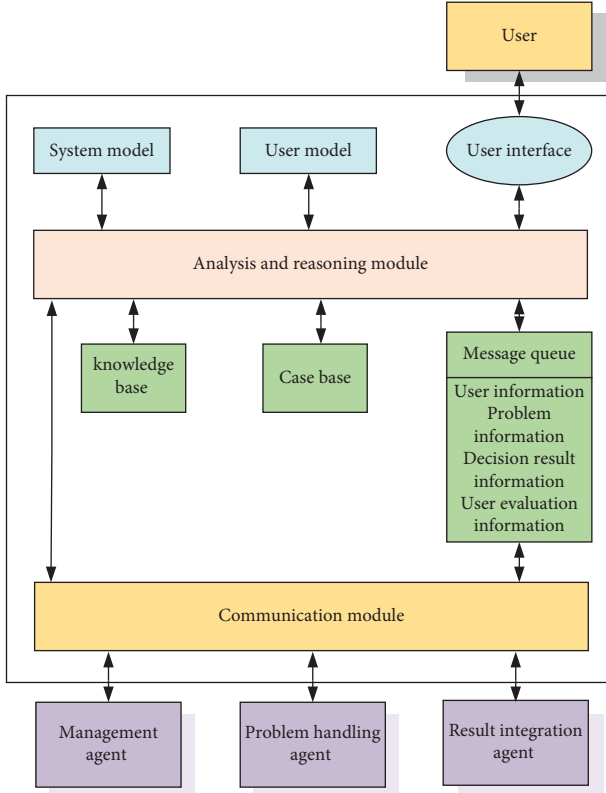 User
System model
User model
User interface
Analysis and reasoning module
knowledge
base
Case base
Message queue
User information
Problem
information
Decision result
information
User evaluation
information
Communication module
Management
agent
Problem handling
agent
Result integration
agent